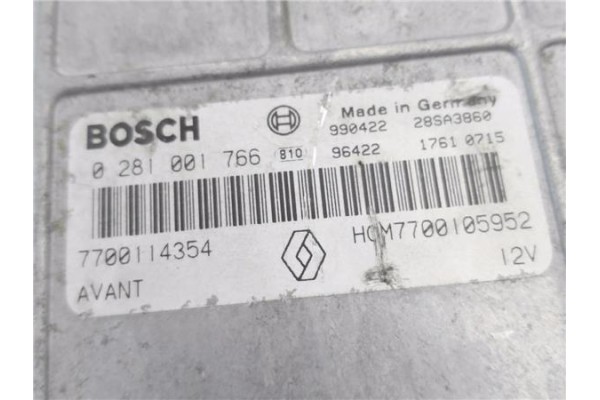 BOSCH
Made in Germany
990422 28SA3860
0 281 001 766 810 96422 1761 0715
7700114354 HOM7700105952
AVANT 12V